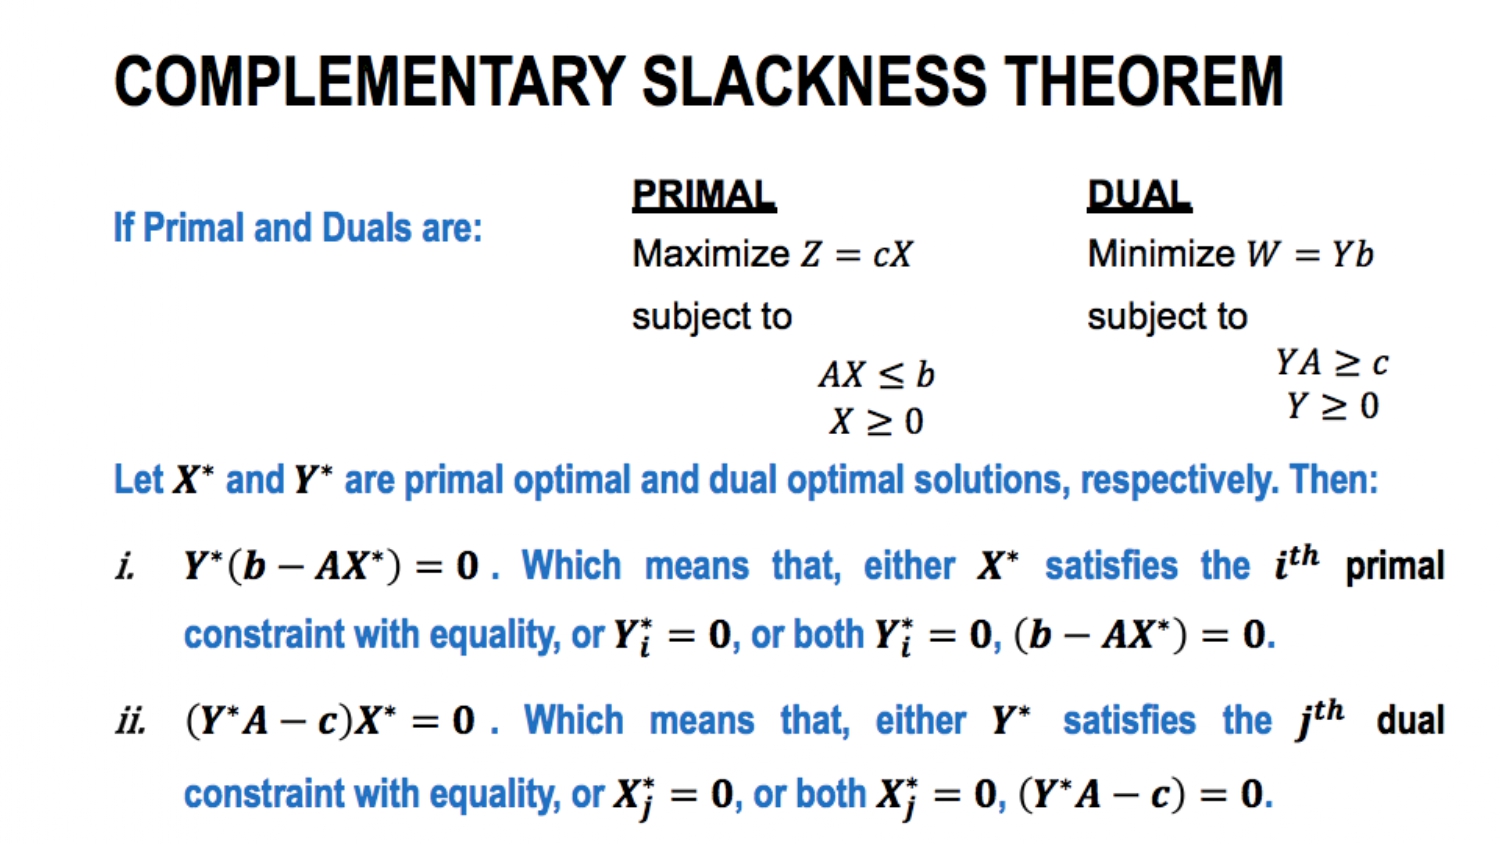 COMPLEMENTARY SLACKNESS THEOREM
If Primal and Duals are:
PRIMAL
Maximize Z = cX
subject to
AX ≤ b
X ≥ 0
DUAL
Minimize W = Yb
subject to
YA ≥ c
Y ≥ 0
Let X* and Y* are primal optimal and dual optimal solutions, respectively. Then:
i. Y*(b − AX*) = 0 . Which means that, either X* satisfies the i^th primal
constraint with equality, or Y_i^* = 0, or both Y_i^* = 0, (b − AX*) = 0.
ii. (Y*A − c)X* = 0 . Which means that, either Y* satisfies the j^th dual
constraint with equality, or X_j^* = 0, or both X_j^* = 0, (Y*A − c) = 0.